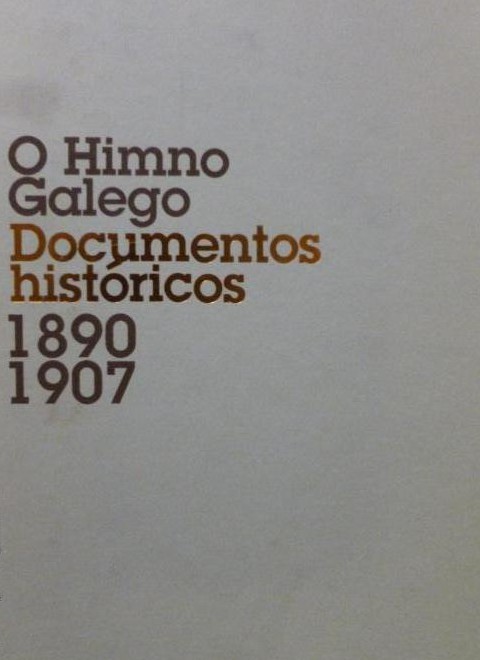 O Himno
Galego
Documentos
históricos
1890
1907